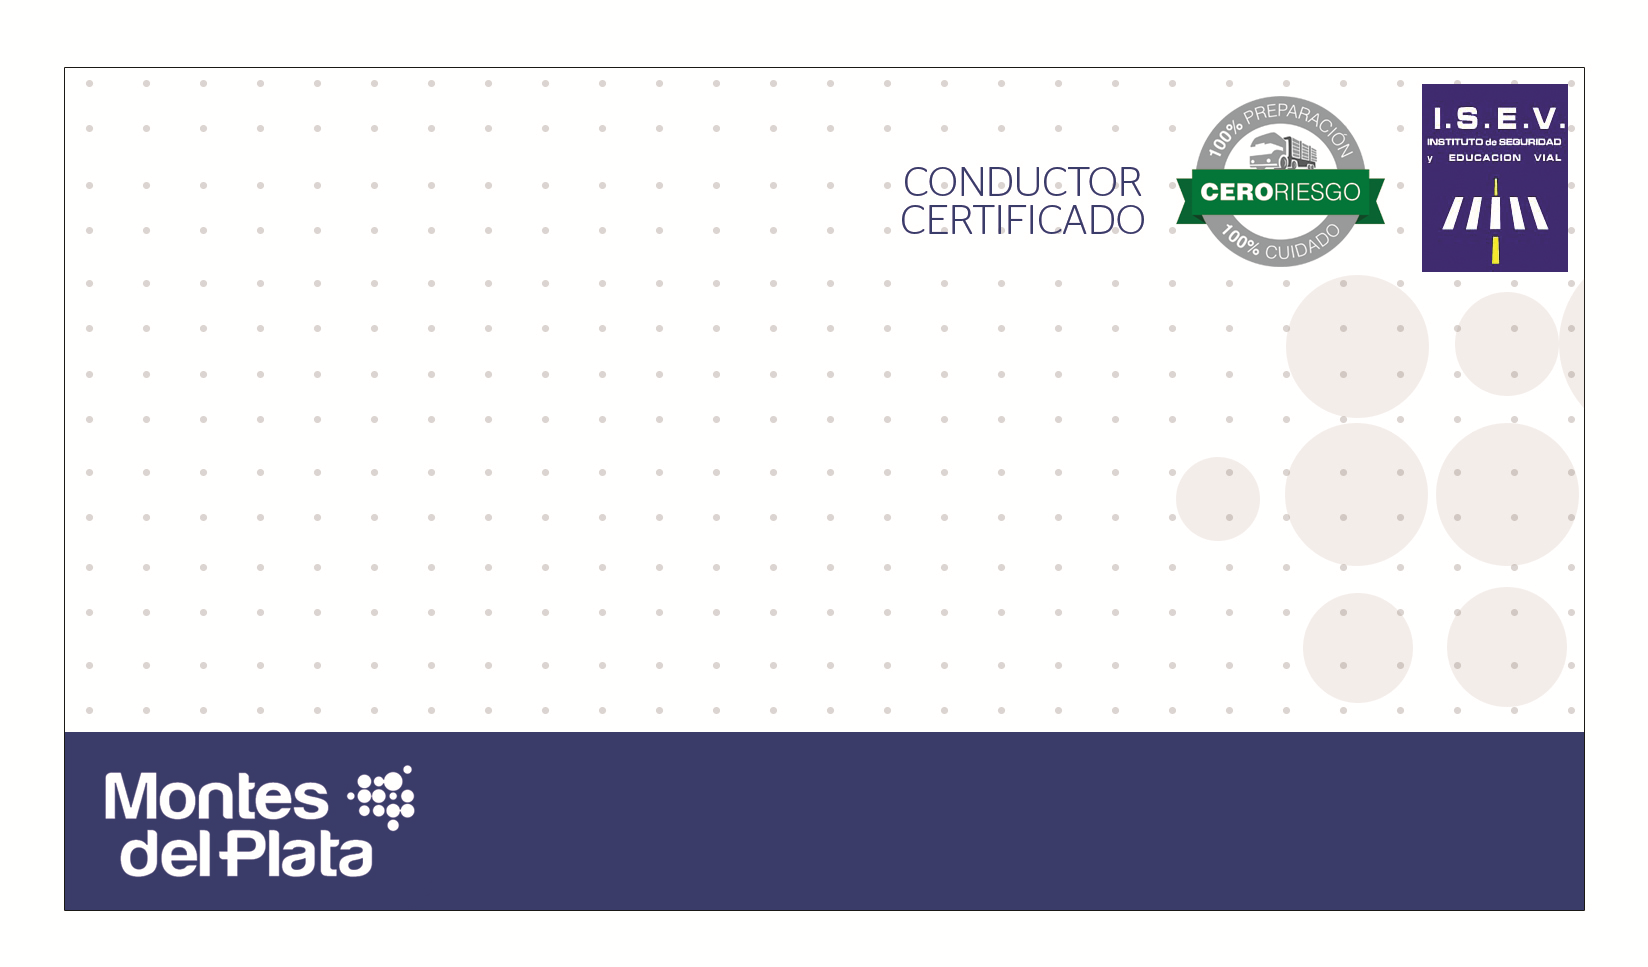 CONDUCTOR
CERTIFICADO
100% PREPARACIÓN
CERORIESGO
100% CUIDADO
I.S.E.V.
INSTITUTO de SEGURIDAD
y EDUCACION VIAL
Montes
del Plata